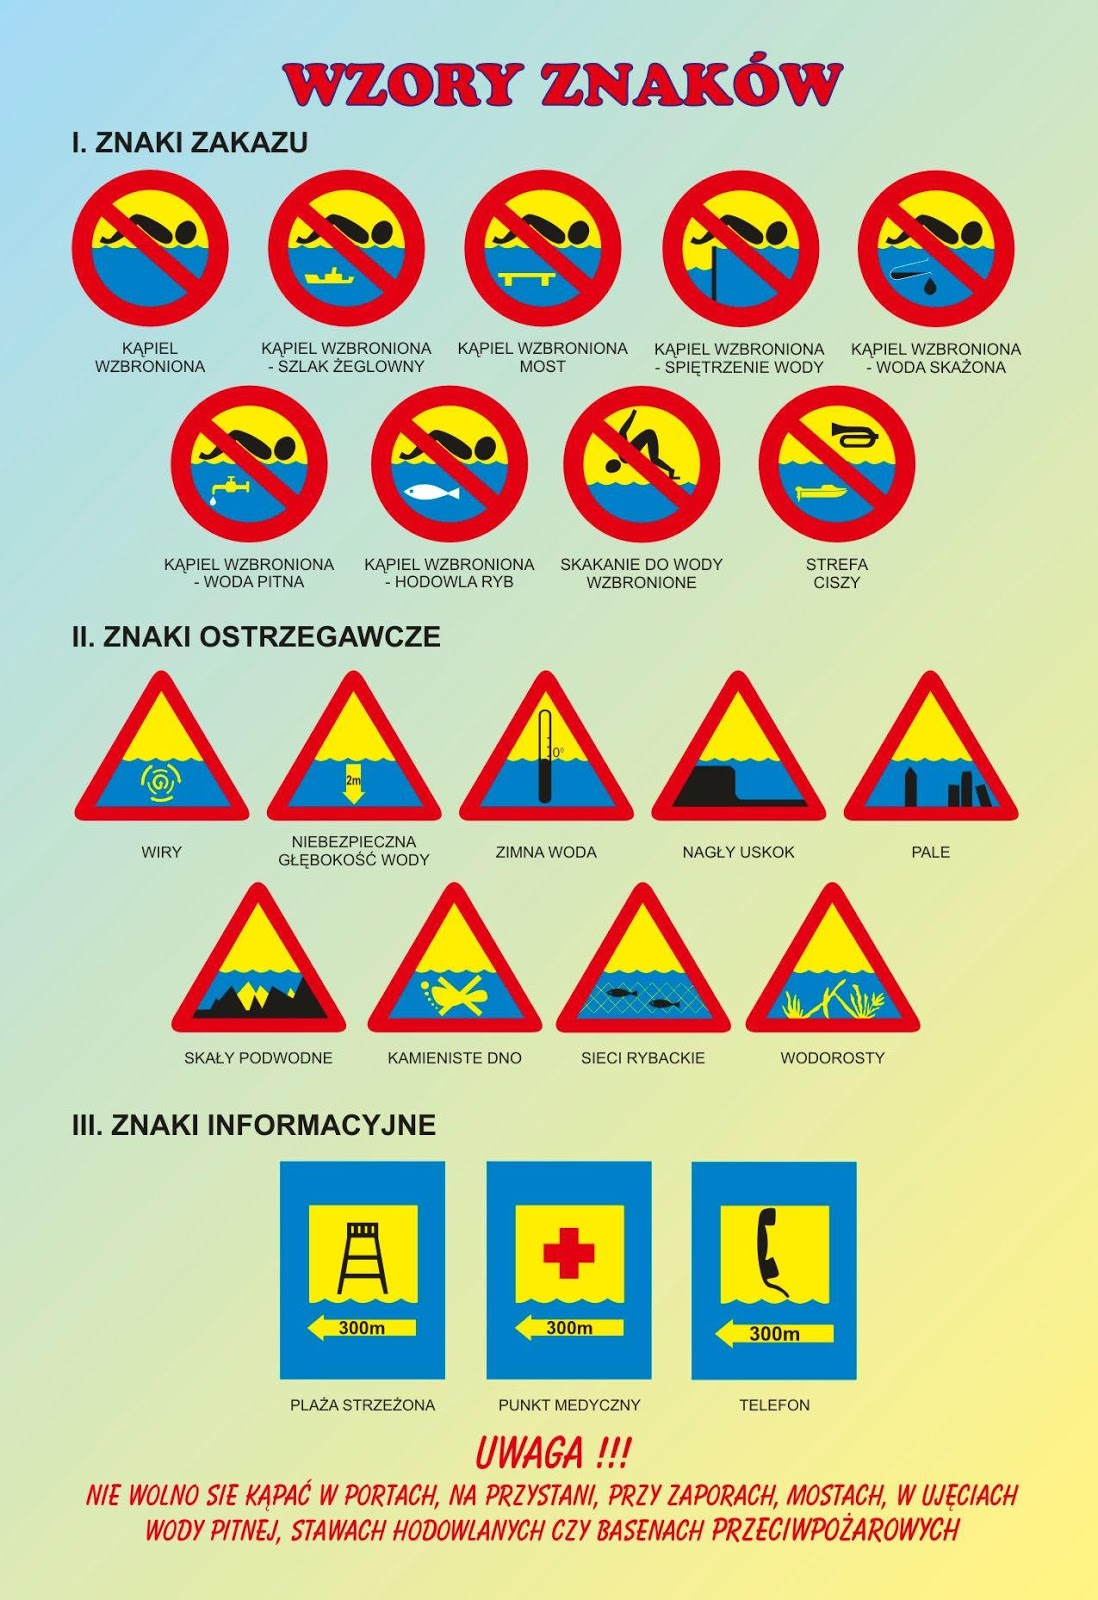 WZORY ZNAKÓW
I. ZNAKI ZAKAZU
KĄPIEL
WZBRONIONA
KĄPIEL WZBRONIONA
- SZLAK ŻEGLOWNY
KĄPIEL WZBRONIONA
MOST
KĄPIEL WZBRONIONA
- SPIĘTRZENIE WODY
KĄPIEL WZBRONIONA
- WODA SKAŻONA
KĄPIEL WZBRONIONA
- WODA PITNA
KĄPIEL WZBRONIONA
- HODOWLA RYB
SKAKANIE DO WODY
WZBRONIONE
STREFA
CISZY
II. ZNAKI OSTRZEGAWCZE
2m
0⁰
WIRY
NIEBEZPIECZNA
GŁĘBOKOŚĆ WODY
ZIMNA WODA
NAGŁY USKOK
PALE
SKAŁY PODWODNE
KAMIENISTE DNO
SIECI RYBACKIE
WODOROSTY
III. ZNAKI INFORMACYJNE
300m
300m
300m
PLAŻA STRZEŻONA
PUNKT MEDYCZNY
TELEFON
UWAGA !!!
NIE WOLNO SIE KĄPAĆ W PORTACH, NA PRZYSTANI, PRZY ZAPORACH, MOSTACH, W UJĘCIACH
WODY PITNEJ, STAWACH HODOWLANYCH CZY BASENACH PRZECIWPOŻAROWYCH